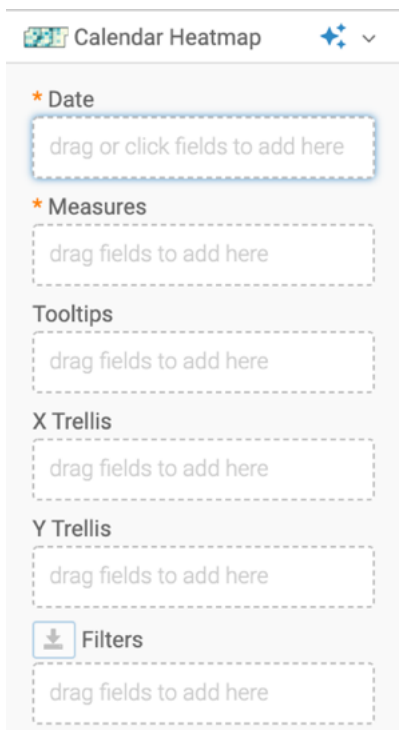 Calendar Heatmap
* Date
drag or click fields to add here
* Measures
drag fields to add here
Tooltips
drag fields to add here
X Trellis
drag fields to add here
Y Trellis
drag fields to add here
Filters
drag fields to add here